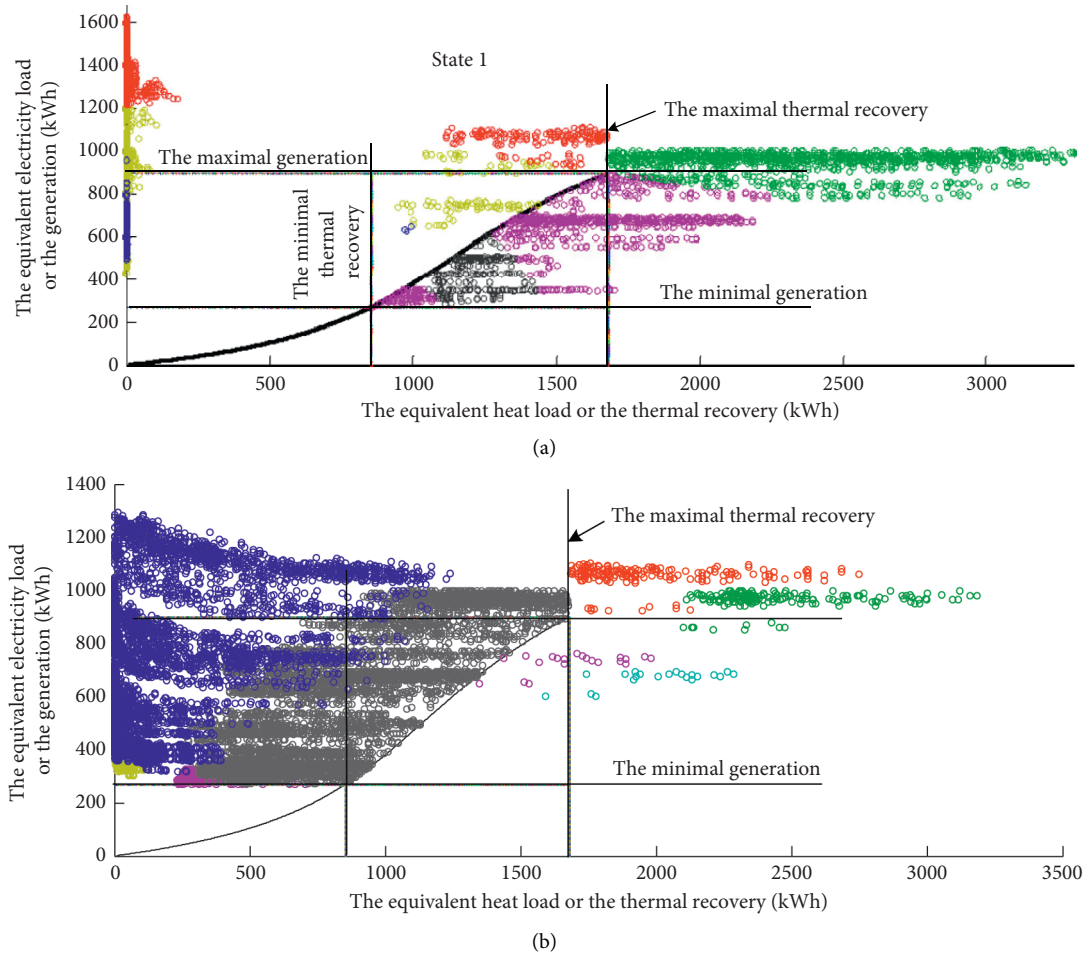 1600
1400
1200
1000
800
600
400
200
0
The equivalent electricity load
or the generation (kWh)
State 1
The maximal thermal recovery
The maximal generation
The minimal
thermal
recovery
The minimal generation
0
500
1000
1500
2000
2500
3000
The equivalent heat load or the thermal recovery (kWh)
(a)
1400
1200
1000
800
600
400
200
0
The equivalent electricity load
or the generation (kWh)
The maximal thermal recovery
The minimal generation
0
500
1000
1500
2000
2500
3000
3500
The equivalent heat load or the thermal recovery (kWh)
(b)